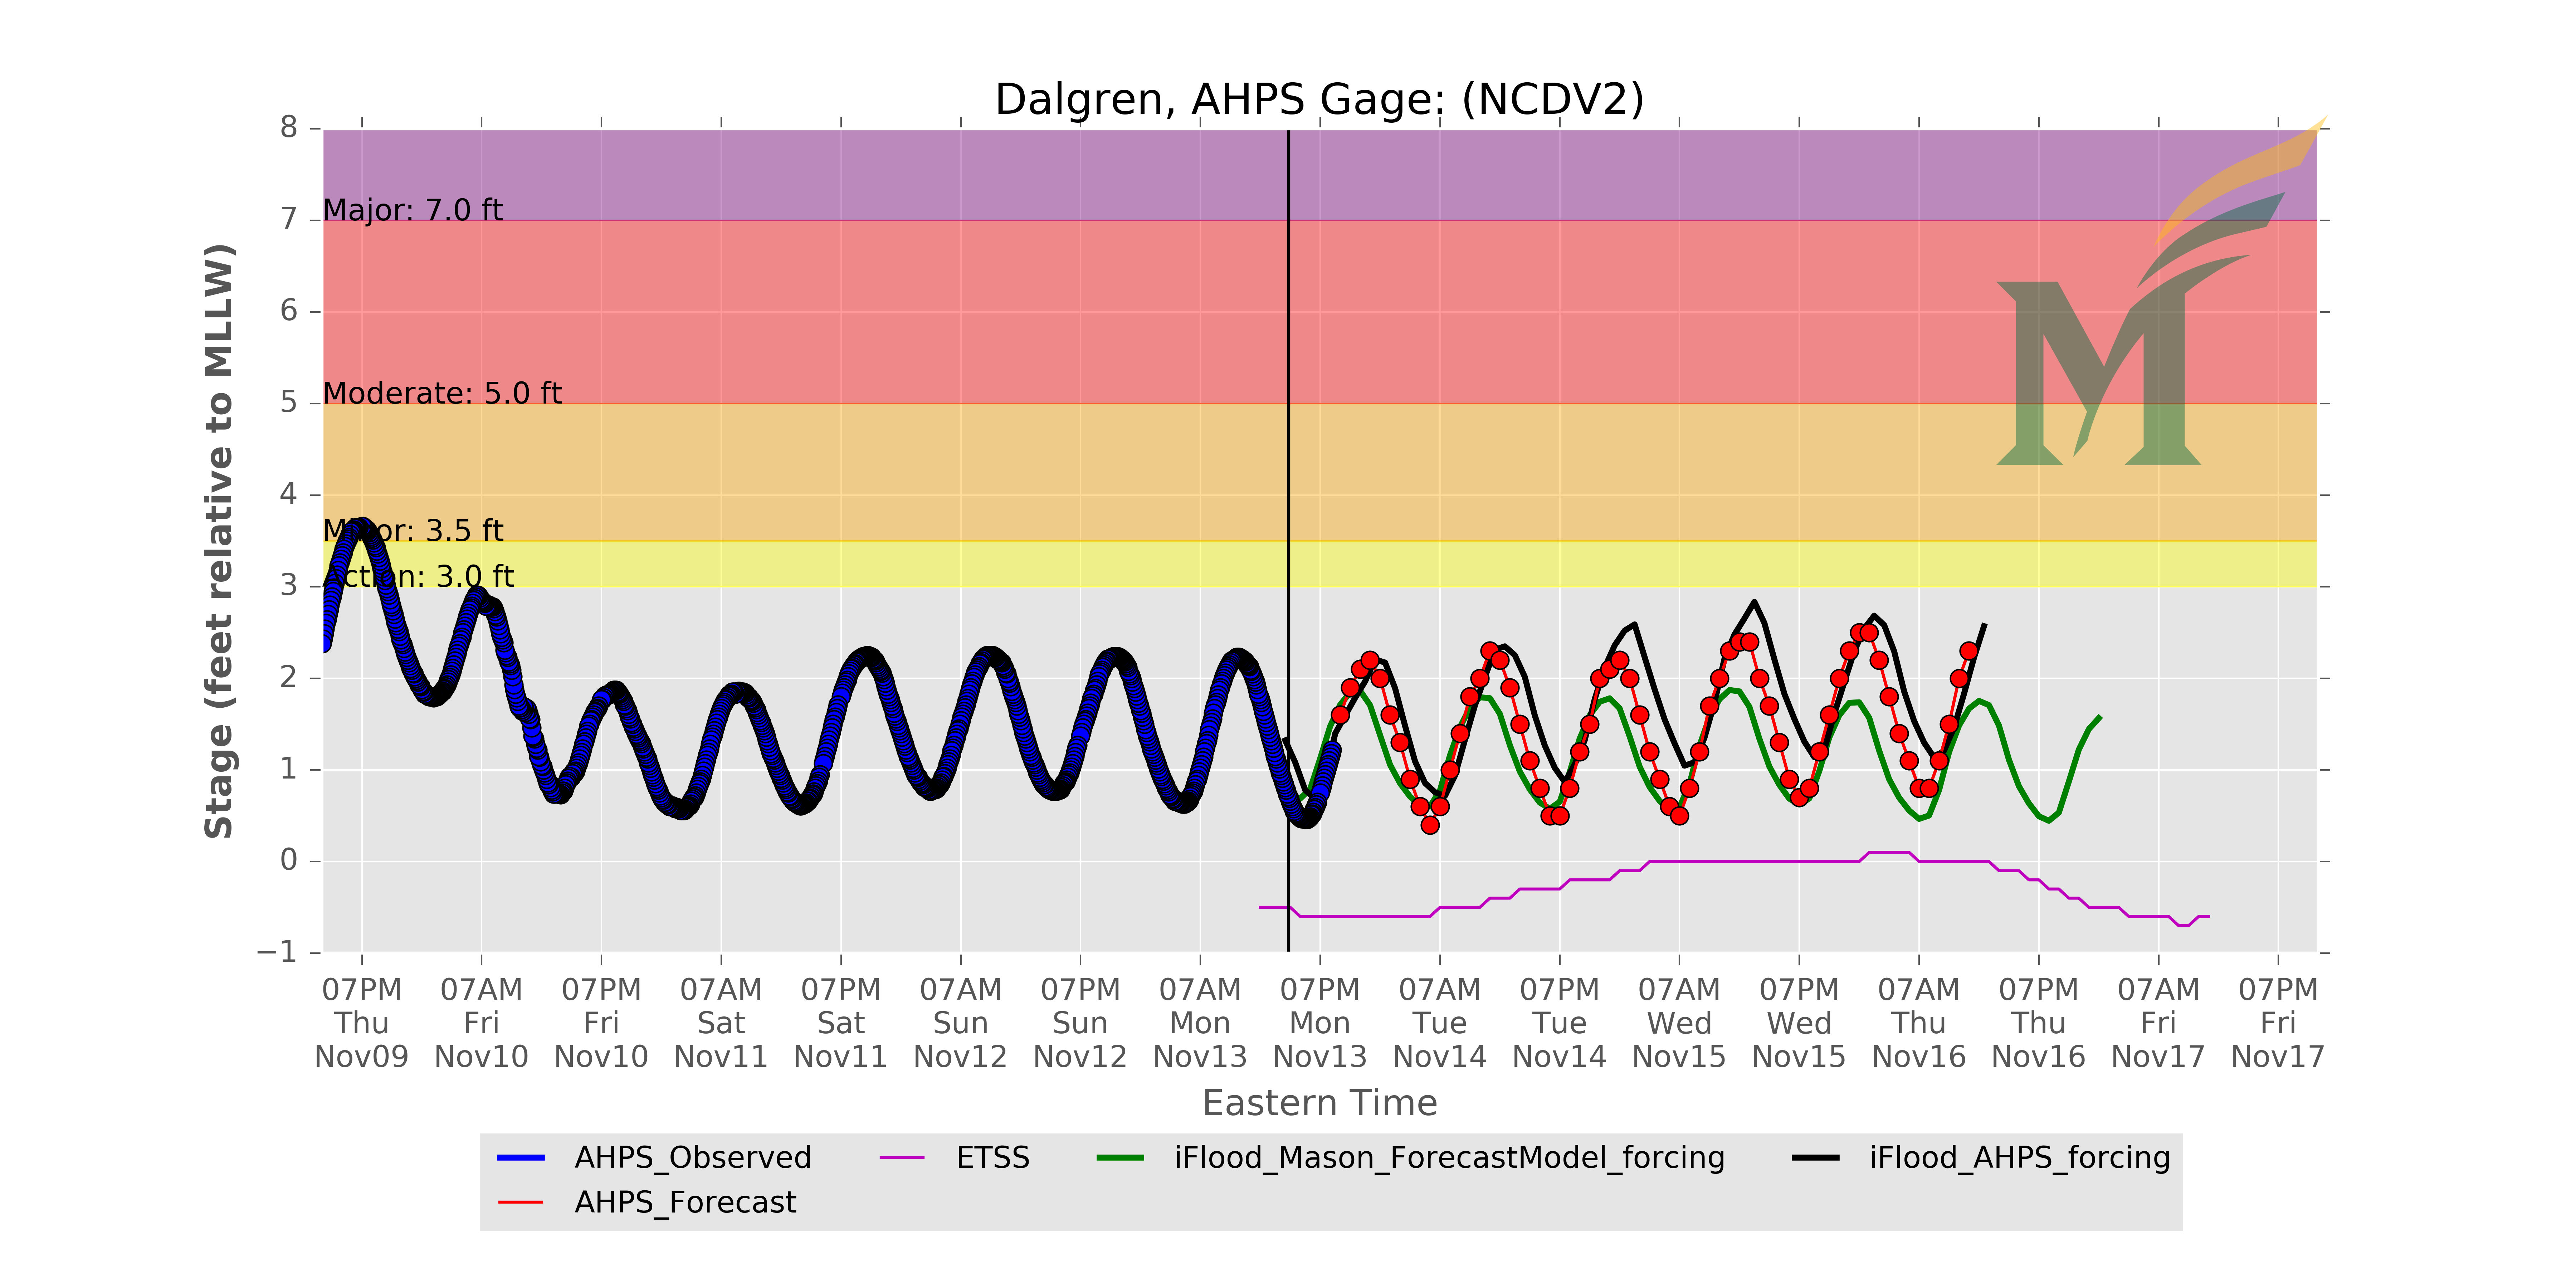 Dalgren, AHPS Gage: (NCDV2)
8
7
6
5
4
3
2
1
0
−1
Stage (feet relative to MLLW)
Major: 7.0 ft
Moderate: 5.0 ft
Minor: 3.5 ft
Action: 3.0 ft
07PM 07AM 07PM 07AM 07PM 07AM 07PM 07AM 07PM 07AM 07PM 07AM 07PM 07AM 07PM 07AM 07PM
Thu Fri Fri Sat Sat Sun Sun Mon Mon Tue Tue Wed Wed Thu Thu Fri Fri
Nov09 Nov10 Nov10 Nov11 Nov11 Nov12 Nov12 Nov13 Nov13 Nov14 Nov14 Nov15 Nov15 Nov16 Nov16 Nov17 Nov17
Eastern Time
AHPS_Observed ETSS iFlood_Mason_ForecastModel_forcing iFlood_AHPS_forcing
AHPS_Forecast